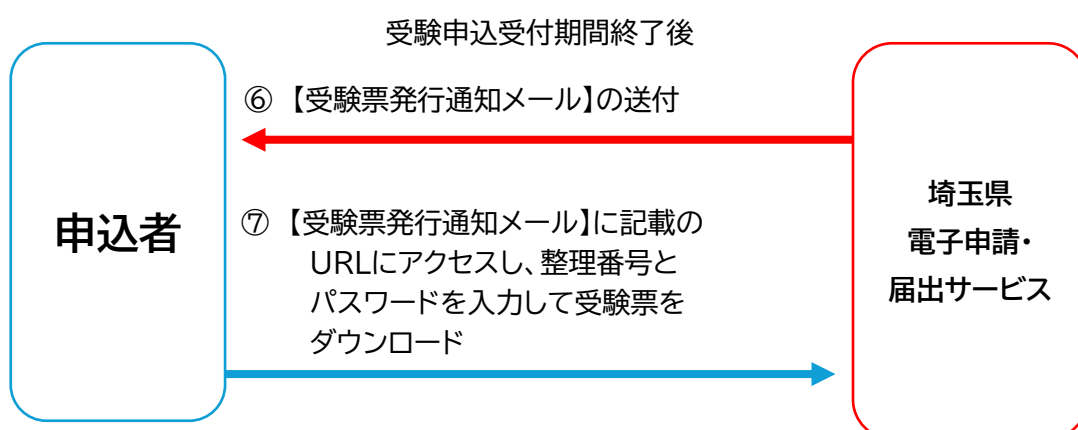 受験申込受付期間終了後
⑥ 【受験票発行通知メール】の送付
申込者
⑦ 【受験票発行通知メール】に記載の
URLにアクセスし、整理番号と
パスワードを入力して受験票を
ダウンロード
埼玉県
電子申請・
届出サービス